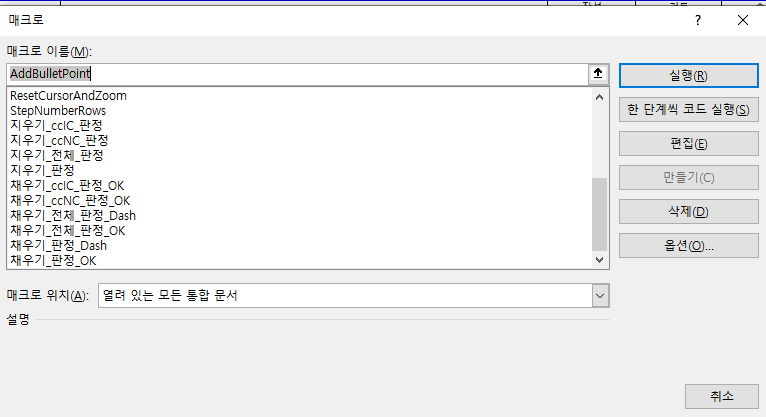 매크로
매크로 이름(M):
AddBulletPoint
ResetCursorAndZoom
StepNumberRows
지우기_ccIC_판정
지우기_ccNC_판정
지우기_전체_판정
지우기_판정
채우기_ccIC_판정_OK
채우기_ccNC_판정_OK
채우기_전체_판정_Dash
채우기_전체_판정_OK
채우기_판정_Dash
채우기_판정_OK
실행(R)
한 단계씩 코드 실행(S)
편집(E)
만들기(C)
삭제(D)
옵션(O)...
매크로 위치(A):
열려 있는 모든 통합 문서
설명
취소